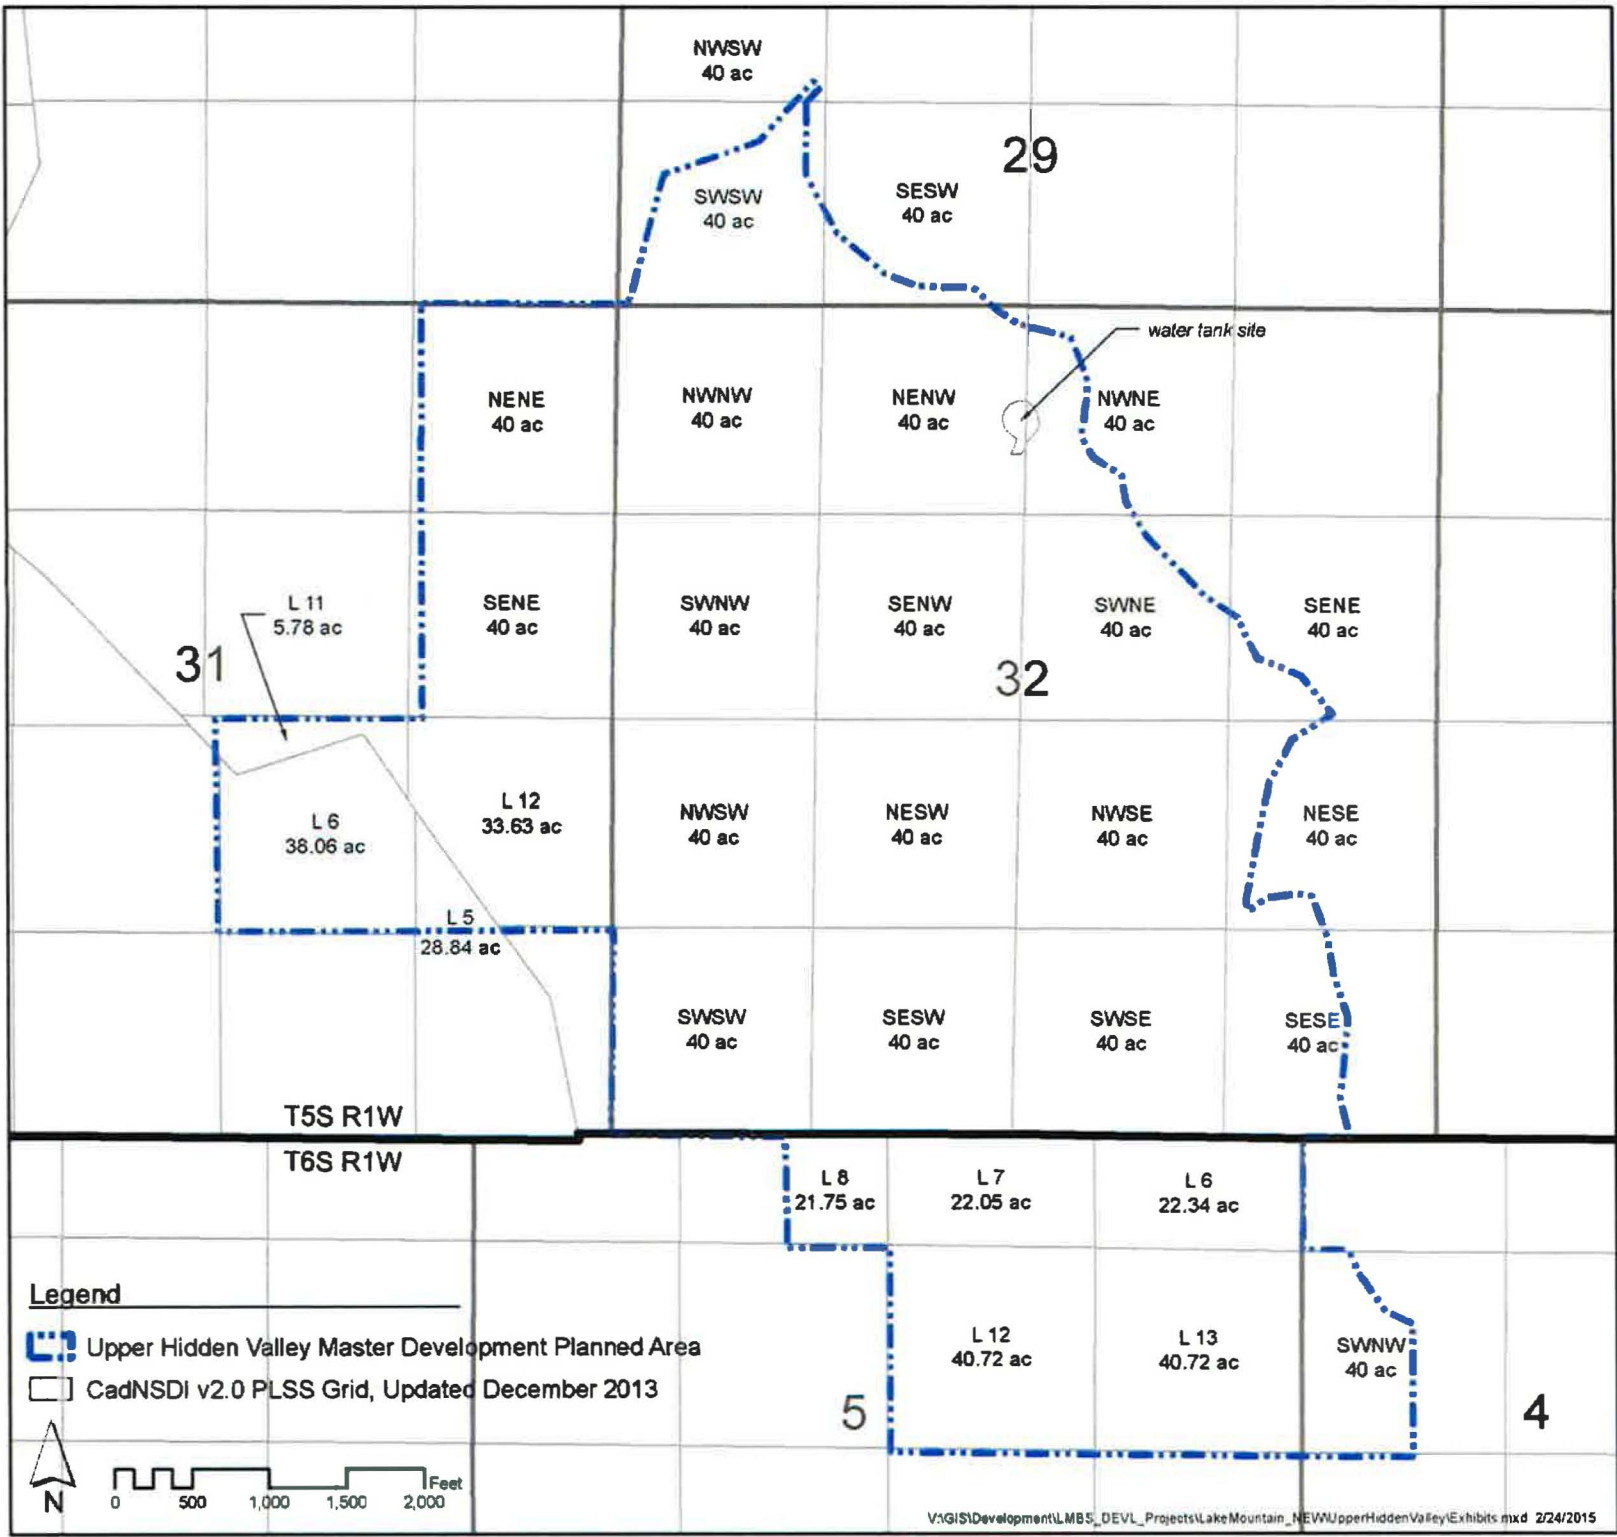 NWSW
40 ac
29
SWSW
40 ac
SESW
40 ac
water tank site
NENE
40 ac
NWNW
40 ac
NENW
40 ac
NWNE
40 ac
L 11
5.78 ac
31
SENE
40 ac
SWNW
40 ac
SENW
40 ac
SWNE
40 ac
SENE
40 ac
32
L 6
38.06 ac
L 12
33.63 ac
NWSW
40 ac
NESW
40 ac
NWSE
40 ac
NESE
40 ac
L 5
28.84 ac
SWSW
40 ac
SESW
40 ac
SWSE
40 ac
SESE
40 ac
T5S R1W
T6S R1W
L 8
21.75 ac
L 7
22.05 ac
L 6
22.34 ac
L 12
40.72 ac
L 13
40.72 ac
SWNW
40 ac
5
4
Legend
Upper Hidden Valley Master Development Planned Area
CadNSDI v2.0 PLSS Grid, Updated December 2013
N
0 500 1,000 1,500 2,000 Feet
V:\GIS\Development\LMBS_DEVL_Projects\LakeMountain_NEW\UpperHiddenValley\Exhibits.mxd 2/24/2015